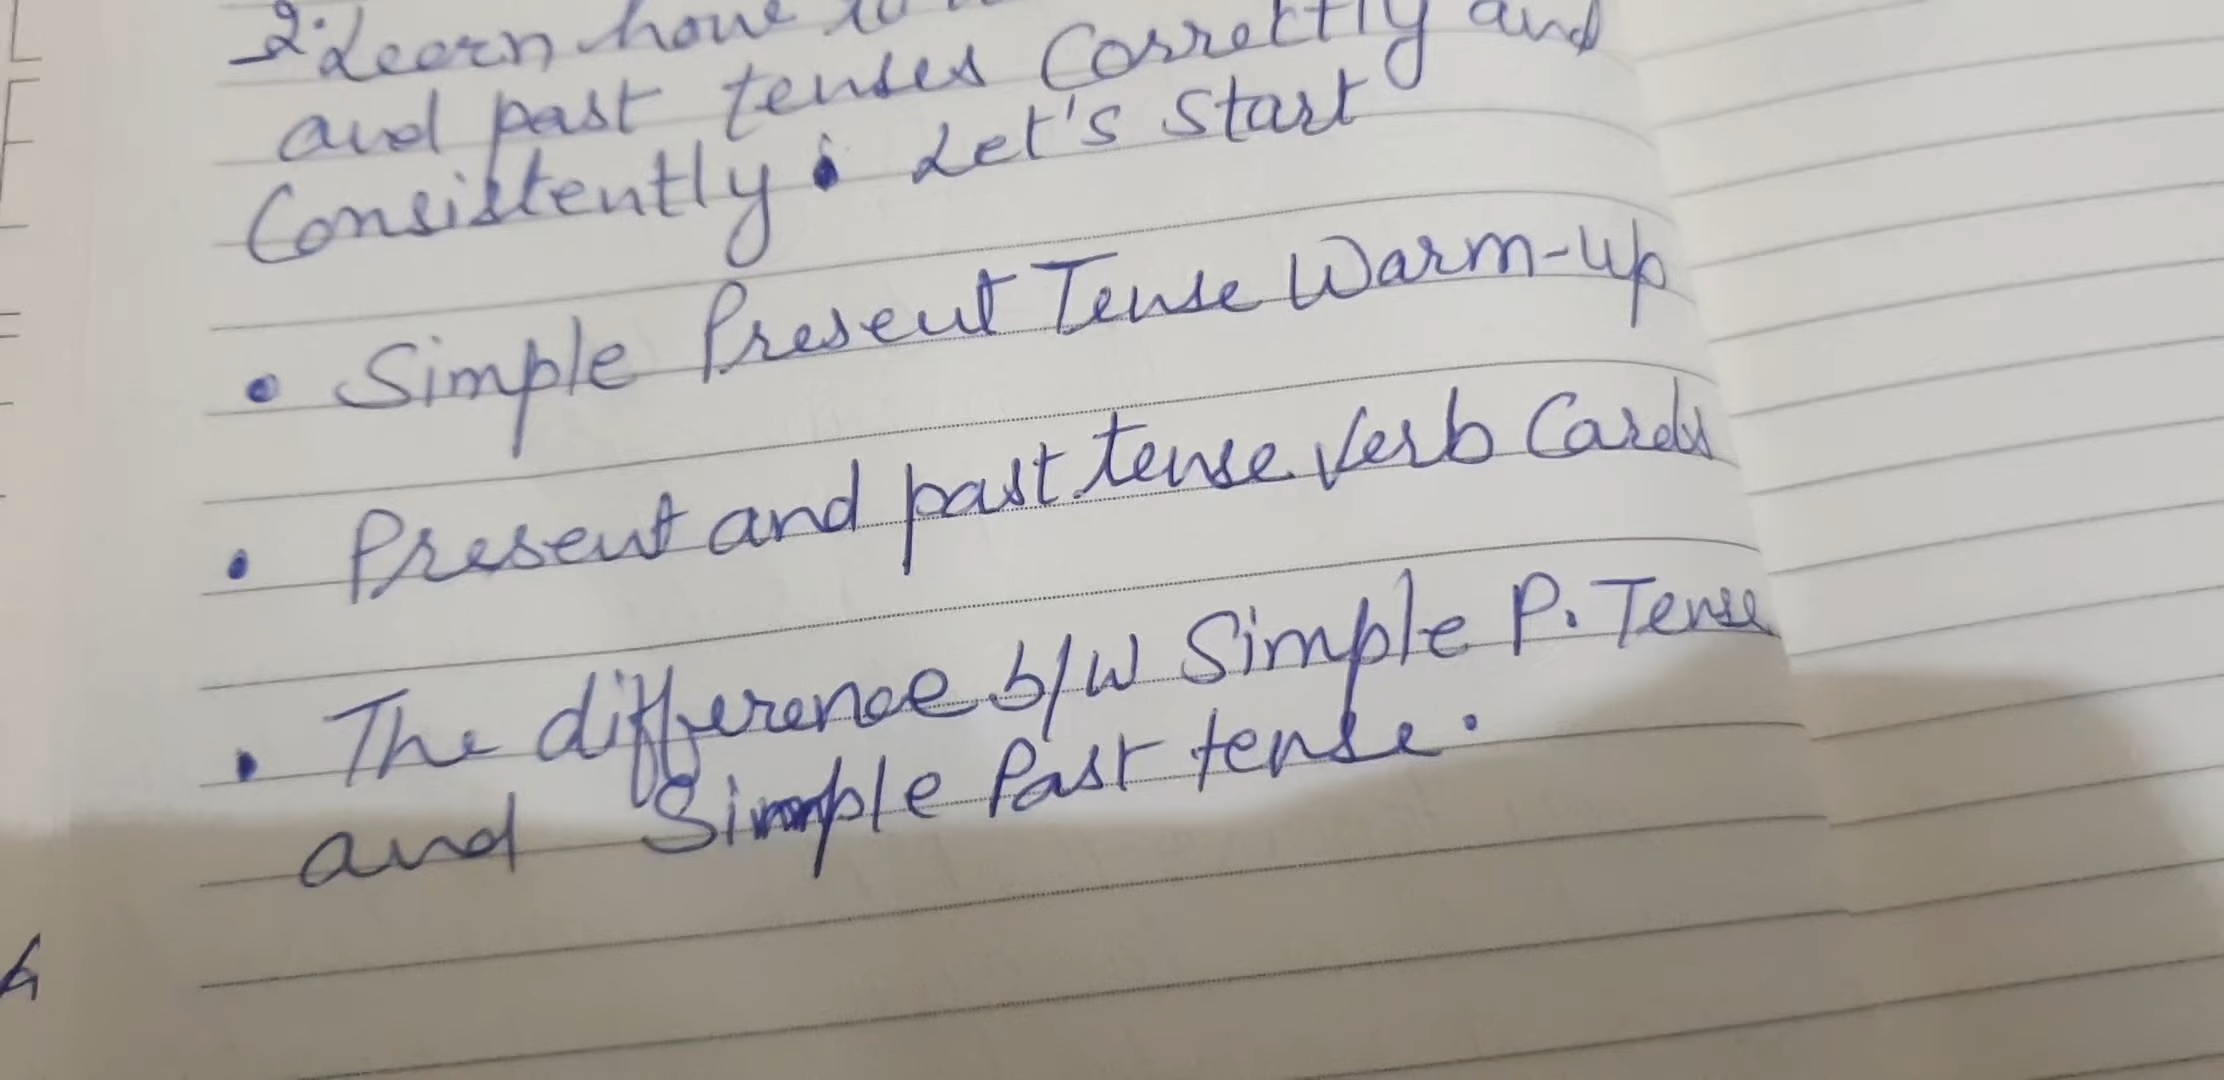 2. Learn how to
and past tenses Correctly and
Consistently. Let's start
• Simple Present Tense Warm-up
• Present and past tense Verb Cards
• The difference b/w Simple P. Tense
and Simple Past tense.